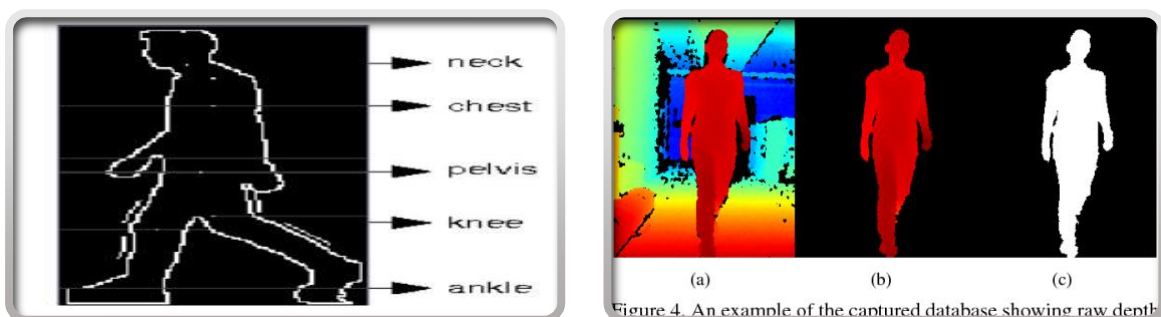 neck
chest
pelvis
knee
ankle
(a) (b) (c)
Figure 4. An example of the captured database showing raw depth